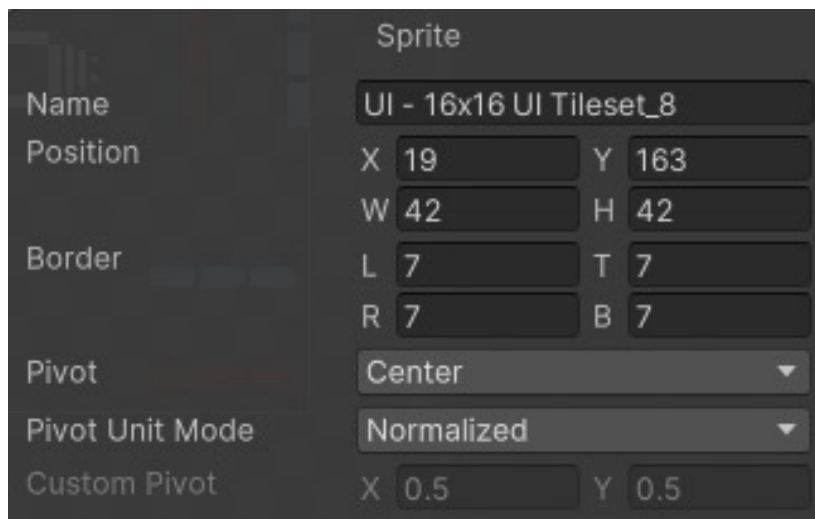 Sprite
Name UI - 16x16 UI Tileset_8
Position X 19 Y 163
W 42 H 42
Border L 7 T 7
R 7 B 7
Pivot Center
Pivot Unit Mode Normalized
Custom Pivot X 0.5 Y 0.5